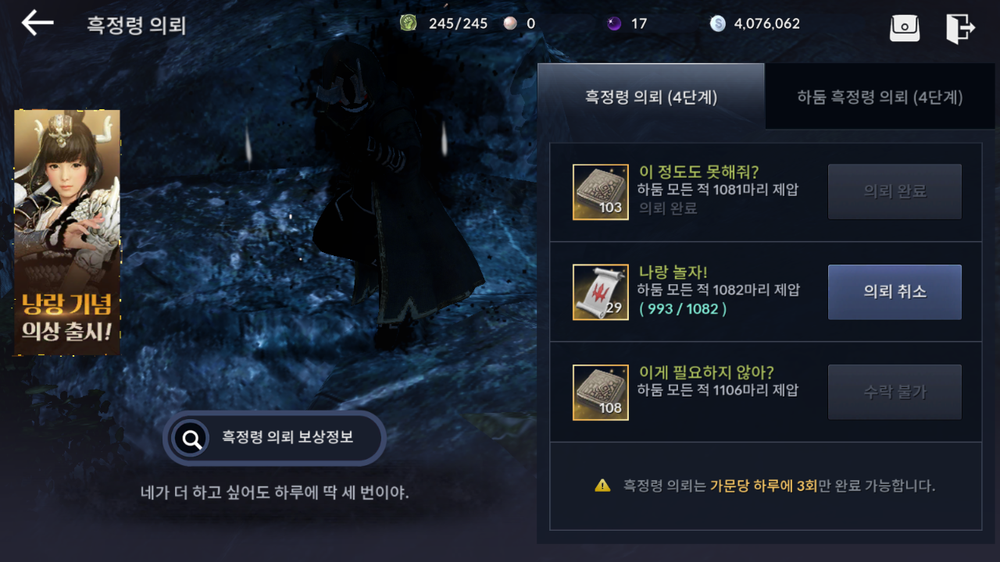 흑정령 의뢰
245/245
0
17
4,076,062
흑정령 의뢰 (4단계)
하둠 흑정령 의뢰 (4단계)
이 정도도 못해줘?
하둠 모든 적 1081마리 제압
의뢰 완료
103
의뢰 완료
나랑 놀자!
하둠 모든 적 1082마리 제압
( 993 / 1082 )
29
의뢰 취소
이게 필요하지 않아?
하둠 모든 적 1106마리 제압
108
수락 불가
흑정령 의뢰는 가문당 하루에 3회만 완료 가능합니다.
낭랑 기념
의상 출시!
흑정령 의뢰 보상정보
네가 더 하고 싶어도 하루에 딱 세 번이야.